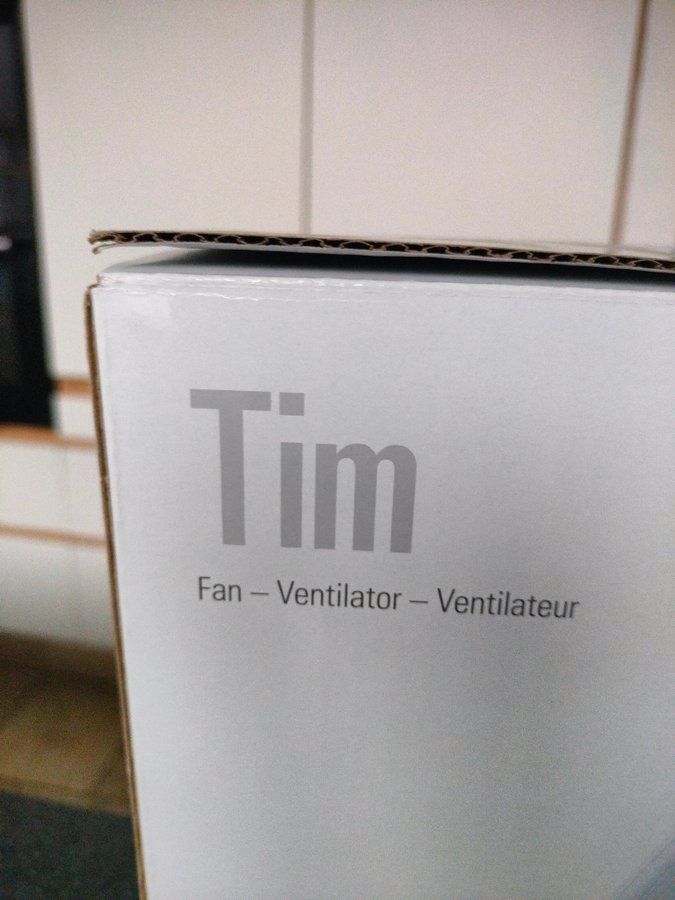 Tim
Fan – Ventilator – Ventilateur